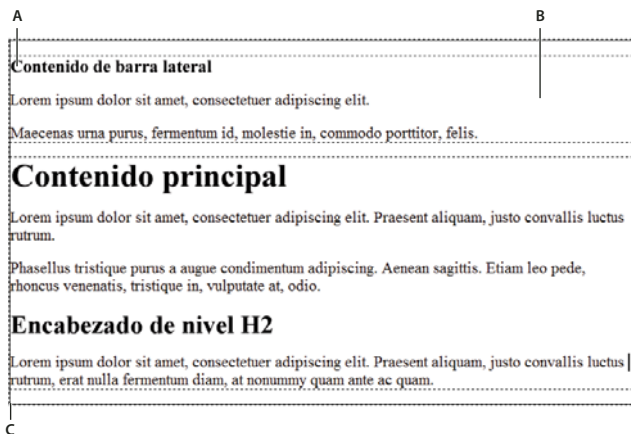 A
B
Contenido de barra lateral
Lorem ipsum dolor sit amet, consectetuer adipiscing elit.
Maecenas urna purus, fermentum id, molestie in, commodo porttitor, felis.
Contenido principal
Lorem ipsum dolor sit amet, consectetuer adipiscing elit. Praesent aliquam, justo convallis luctus
rutrum.
Phasellus tristique purus a augue condimentum adipiscing. Aenean sagittis. Etiam leo pede,
rhoncus venenatis, tristique in, vulputate at, odio.
Encabezado de nivel H2
Lorem ipsum dolor sit amet, consectetuer adipiscing elit. Praesent aliquam, justo convallis luctus
rutrum, erat nulla fermentum diam, at nonummy quam ante ac quam.
C